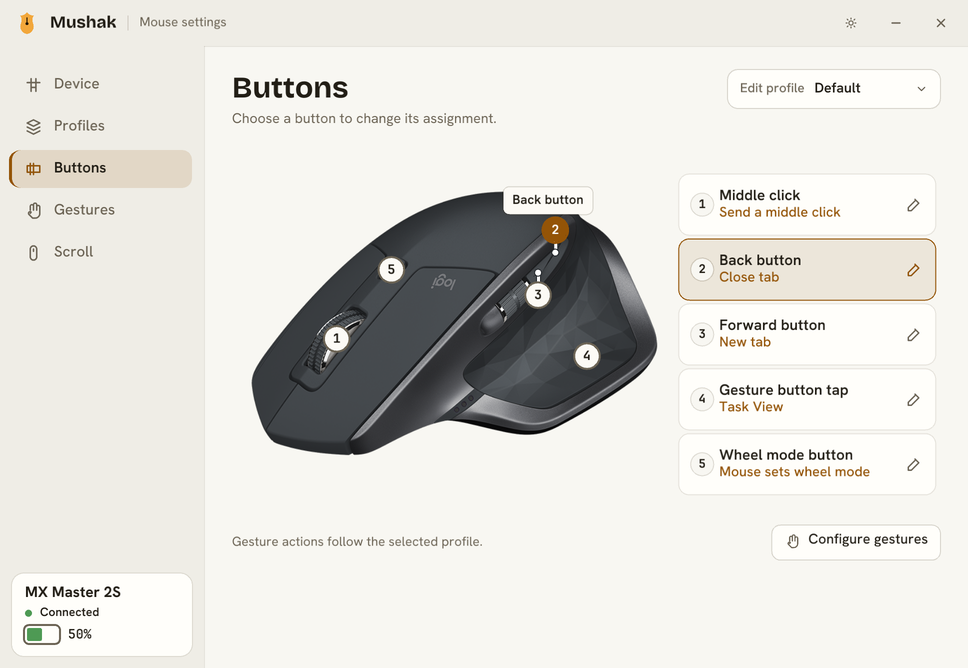 Mushak
Mouse settings
Device
Profiles
Buttons
Gestures
Scroll
MX Master 2S
Connected
50%
Buttons
Choose a button to change its assignment.
Edit profile Default
Back button
2
5
3
1
4
logi
1
Middle click
Send a middle click
2
Back button
Close tab
3
Forward button
New tab
4
Gesture button tap
Task View
5
Wheel mode button
Mouse sets wheel mode
Gesture actions follow the selected profile.
Configure gestures